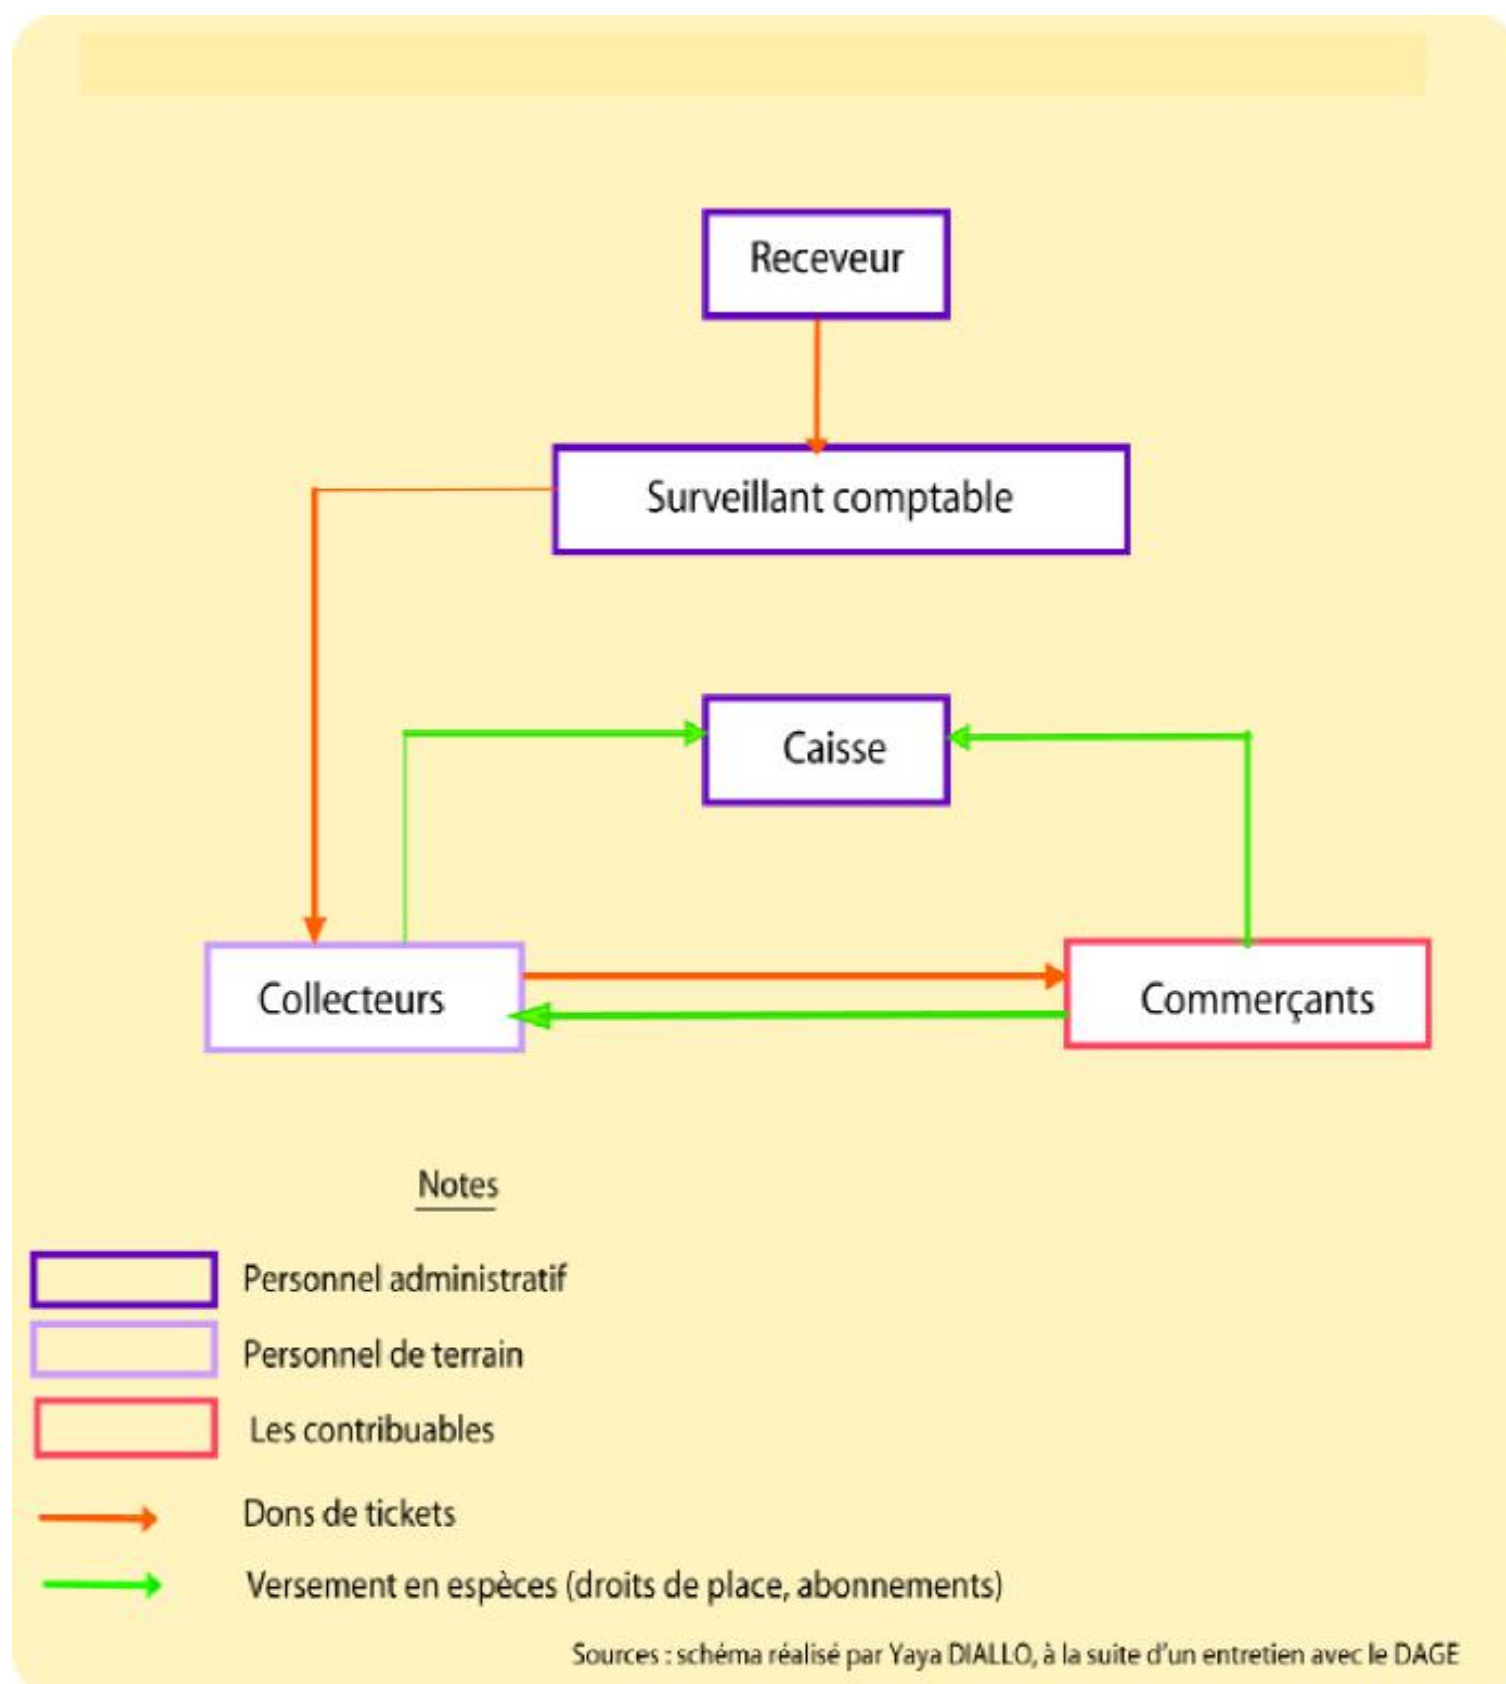 Receveur
Surveillant comptable
Caisse
Collecteurs
Commerçants
Notes
Personnel administratif
Personnel de terrain
Les contribuables
Dons de tickets
Versement en espèces (droits de place, abonnements)
Sources : schéma réalisé par Yaya DIALLO, à la suite d'un entretien avec le DAGE